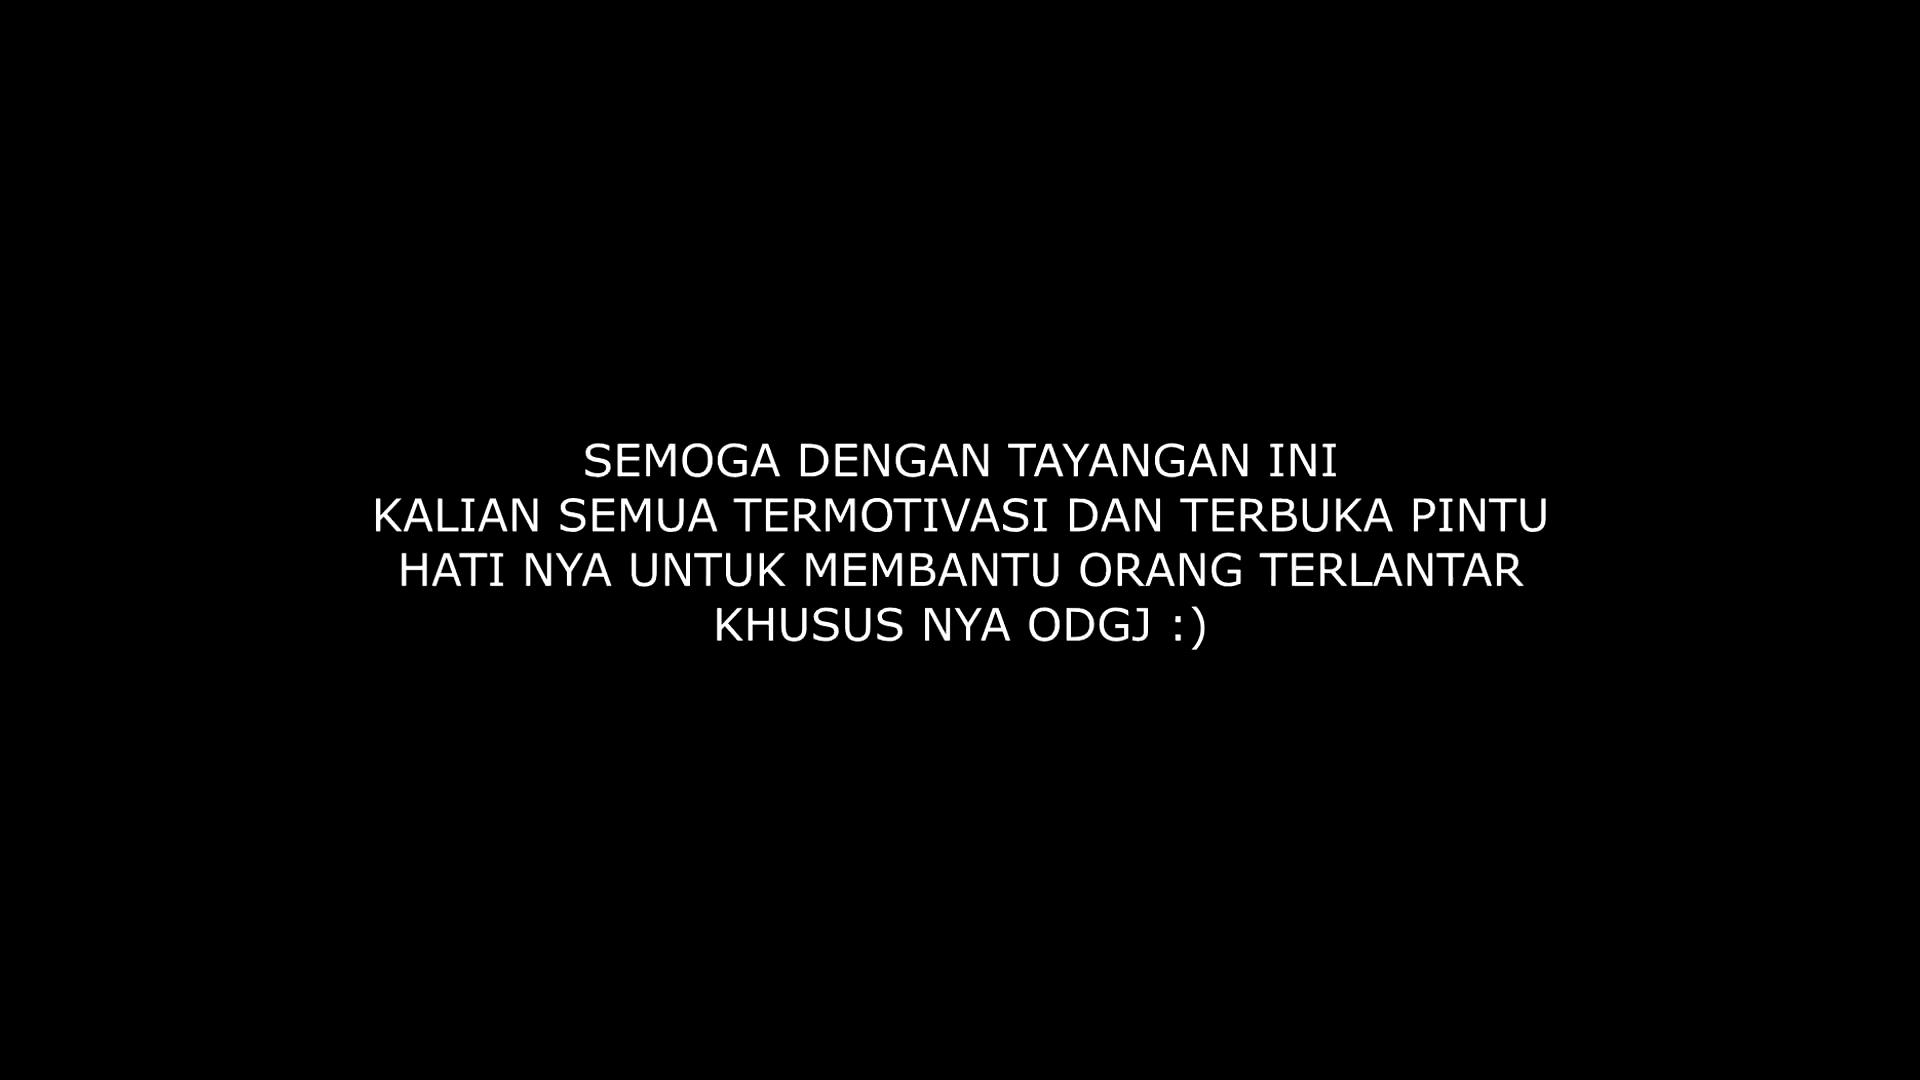 SEMOGA DENGAN TAYANGAN INI
KALIAN SEMUA TERMOTIVASI DAN TERBUKA PINTU
HATI NYA UNTUK MEMBANTU ORANG TERLANTAR
KHUSUS NYA ODGJ :)